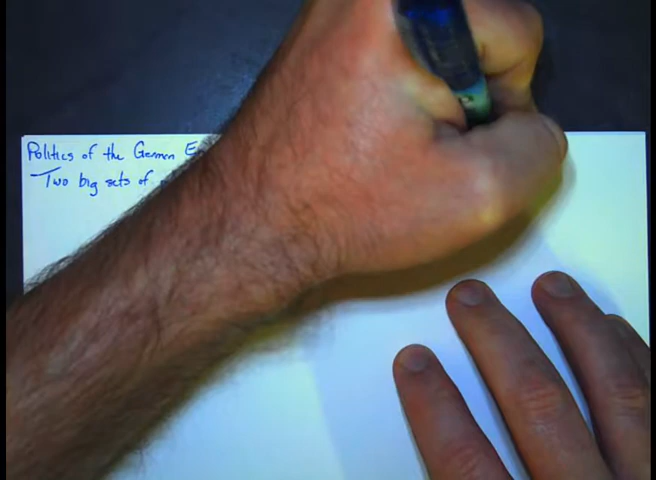 Politics of the German
Two big sets of